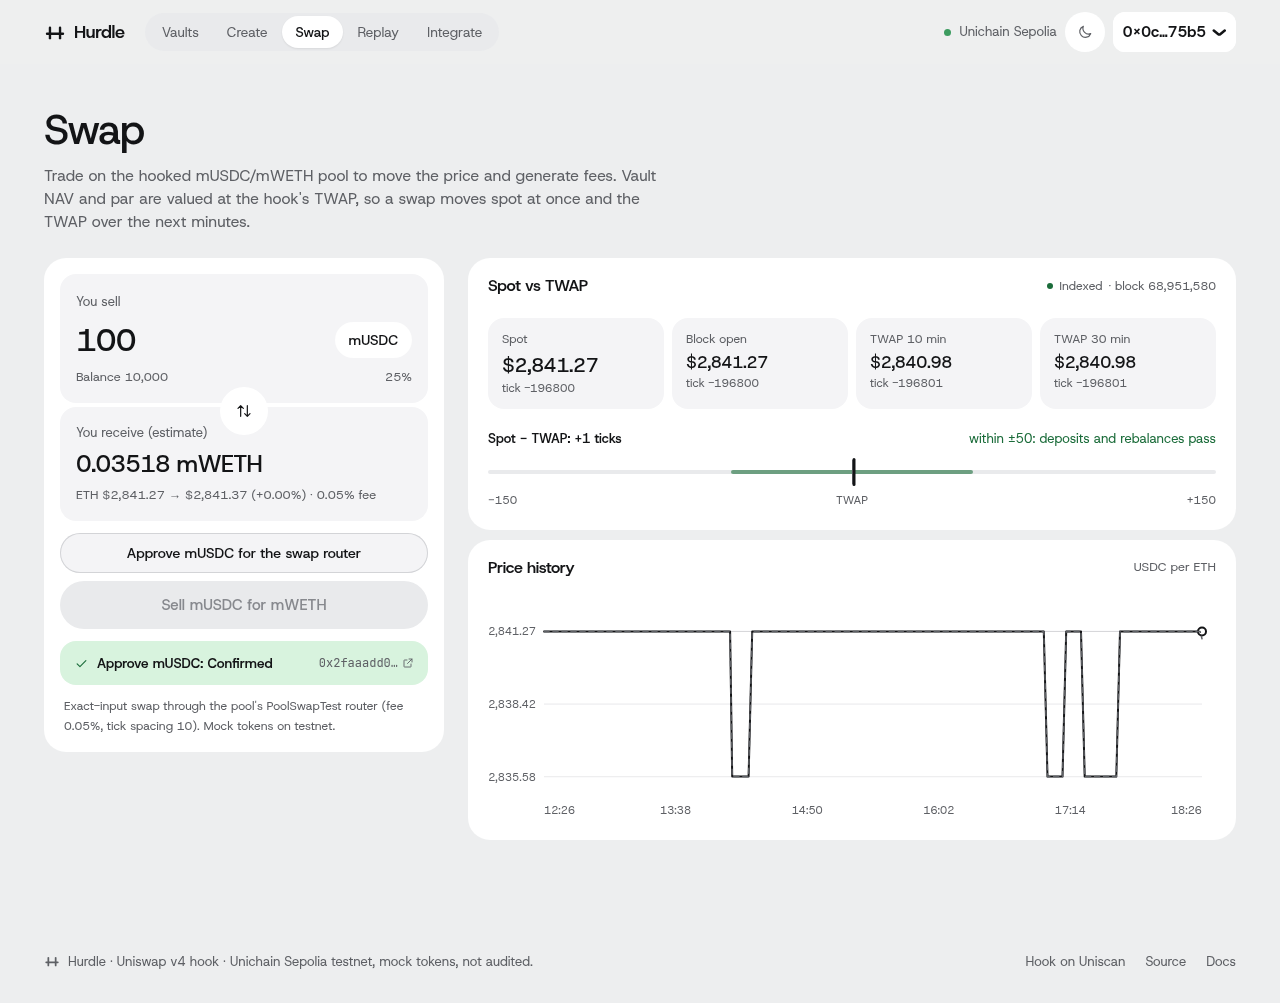 Hurdle
Vaults
Create
Swap
Replay
Integrate
Unichain Sepolia
0×0c…75b5
Swap
Trade on the hooked mUSDC/mWETH pool to move the price and generate fees. Vault
NAV and par are valued at the hook's TWAP, so a swap moves spot at once and the
TWAP over the next minutes.
You sell
100
mUSDC
Balance 10,000
25%
You receive (estimate)
0.03518 mWETH
ETH $2,841.27 → $2,841.37 (+0.00%) · 0.05% fee
Approve mUSDC for the swap router
Sell mUSDC for mWETH
Approve mUSDC: Confirmed
0x2faaadd0…
Exact-input swap through the pool's PoolSwapTest router (fee
0.05%, tick spacing 10). Mock tokens on testnet.
Spot vs TWAP
Indexed · block 68,951,580
Spot
$2,841.27
tick −196800
Block open
$2,841.27
tick −196800
TWAP 10 min
$2,840.98
tick −196801
TWAP 30 min
$2,840.98
tick −196801
Spot − TWAP: +1 ticks
within ±50: deposits and rebalances pass
−150
TWAP
+150
Price history
USDC per ETH
2,841.27
2,838.42
2,835.58
12:26
13:38
14:50
16:02
17:14
18:26
Hurdle · Uniswap v4 hook · Unichain Sepolia testnet, mock tokens, not audited.
Hook on Uniscan
Source
Docs